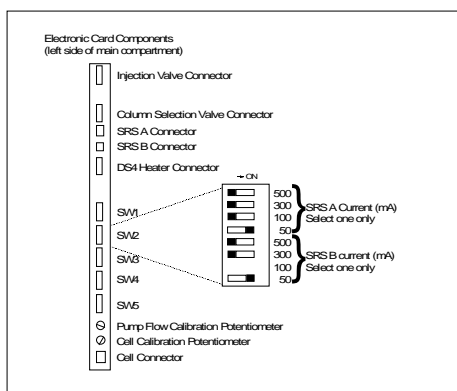 Electronic Card Components
(left side of main compartment)
Injection Valve Connector
Column Selection Valve Connector
SRS A Connector
SRS B Connector
DS4 Heater Connector
→ ON
500
300
100
50
SRS A Current (mA)
Select one only
500
300
100
50
SRS B current (mA)
Select one only
SW1
SW2
SW3
SW4
SW5
Pump Flow Calibration Potentiometer
Cell Calibration Potentiometer
Cell Connector